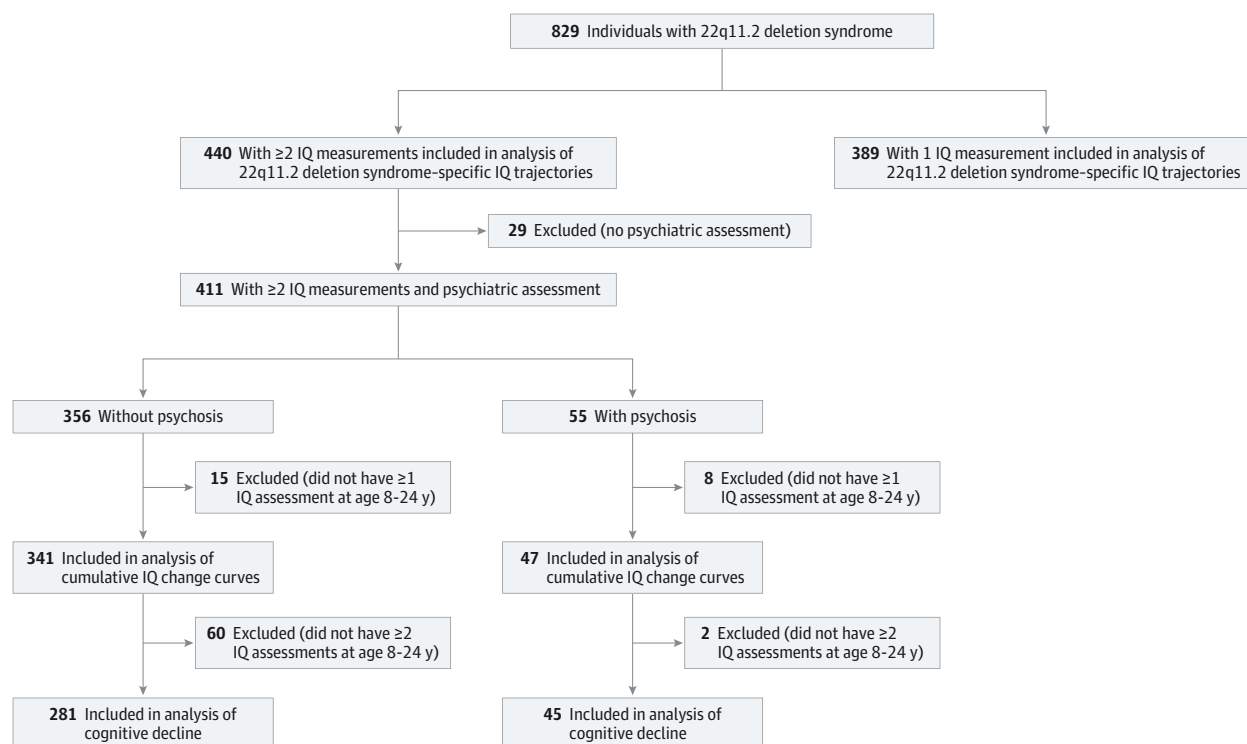 829 Individuals with 22q11.2 deletion syndrome
440 With ≥2 IQ measurements included in analysis of
22q11.2 deletion syndrome-specific IQ trajectories
389 With 1 IQ measurement included in analysis of
22q11.2 deletion syndrome-specific IQ trajectories
29 Excluded (no psychiatric assessment)
411 With ≥2 IQ measurements and psychiatric assessment
356 Without psychosis
55 With psychosis
15 Excluded (did not have ≥1
IQ assessment at age 8-24 y)
8 Excluded (did not have ≥1
IQ assessment at age 8-24 y)
341 Included in analysis of
cumulative IQ change curves
47 Included in analysis of
cumulative IQ change curves
60 Excluded (did not have ≥2
IQ assessments at age 8-24 y)
2 Excluded (did not have ≥2
IQ assessments at age 8-24 y)
281 Included in analysis of
cognitive decline
45 Included in analysis of
cognitive decline